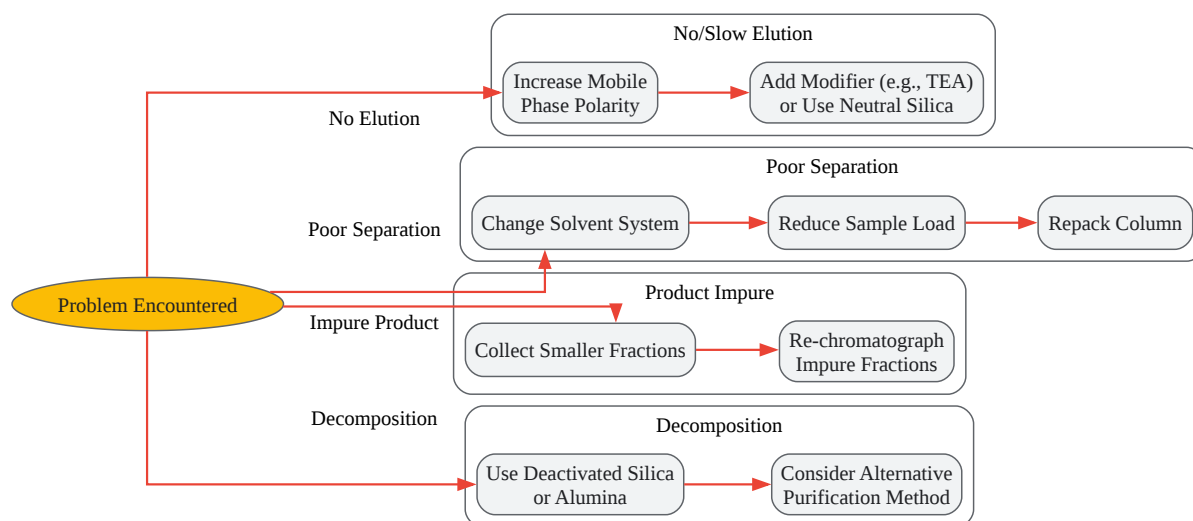 No/Slow Elution
Increase Mobile
Phase Polarity
Add Modifier (e.g., TEA)
or Use Neutral Silica
No Elution
Poor Separation
Change Solvent System
Reduce Sample Load
Repack Column
Poor Separation
Problem Encountered
Product Impure
Impure Product
Collect Smaller Fractions
Re-chromatograph
Impure Fractions
Decomposition
Decomposition
Use Deactivated Silica
or Alumina
Consider Alternative
Purification Method